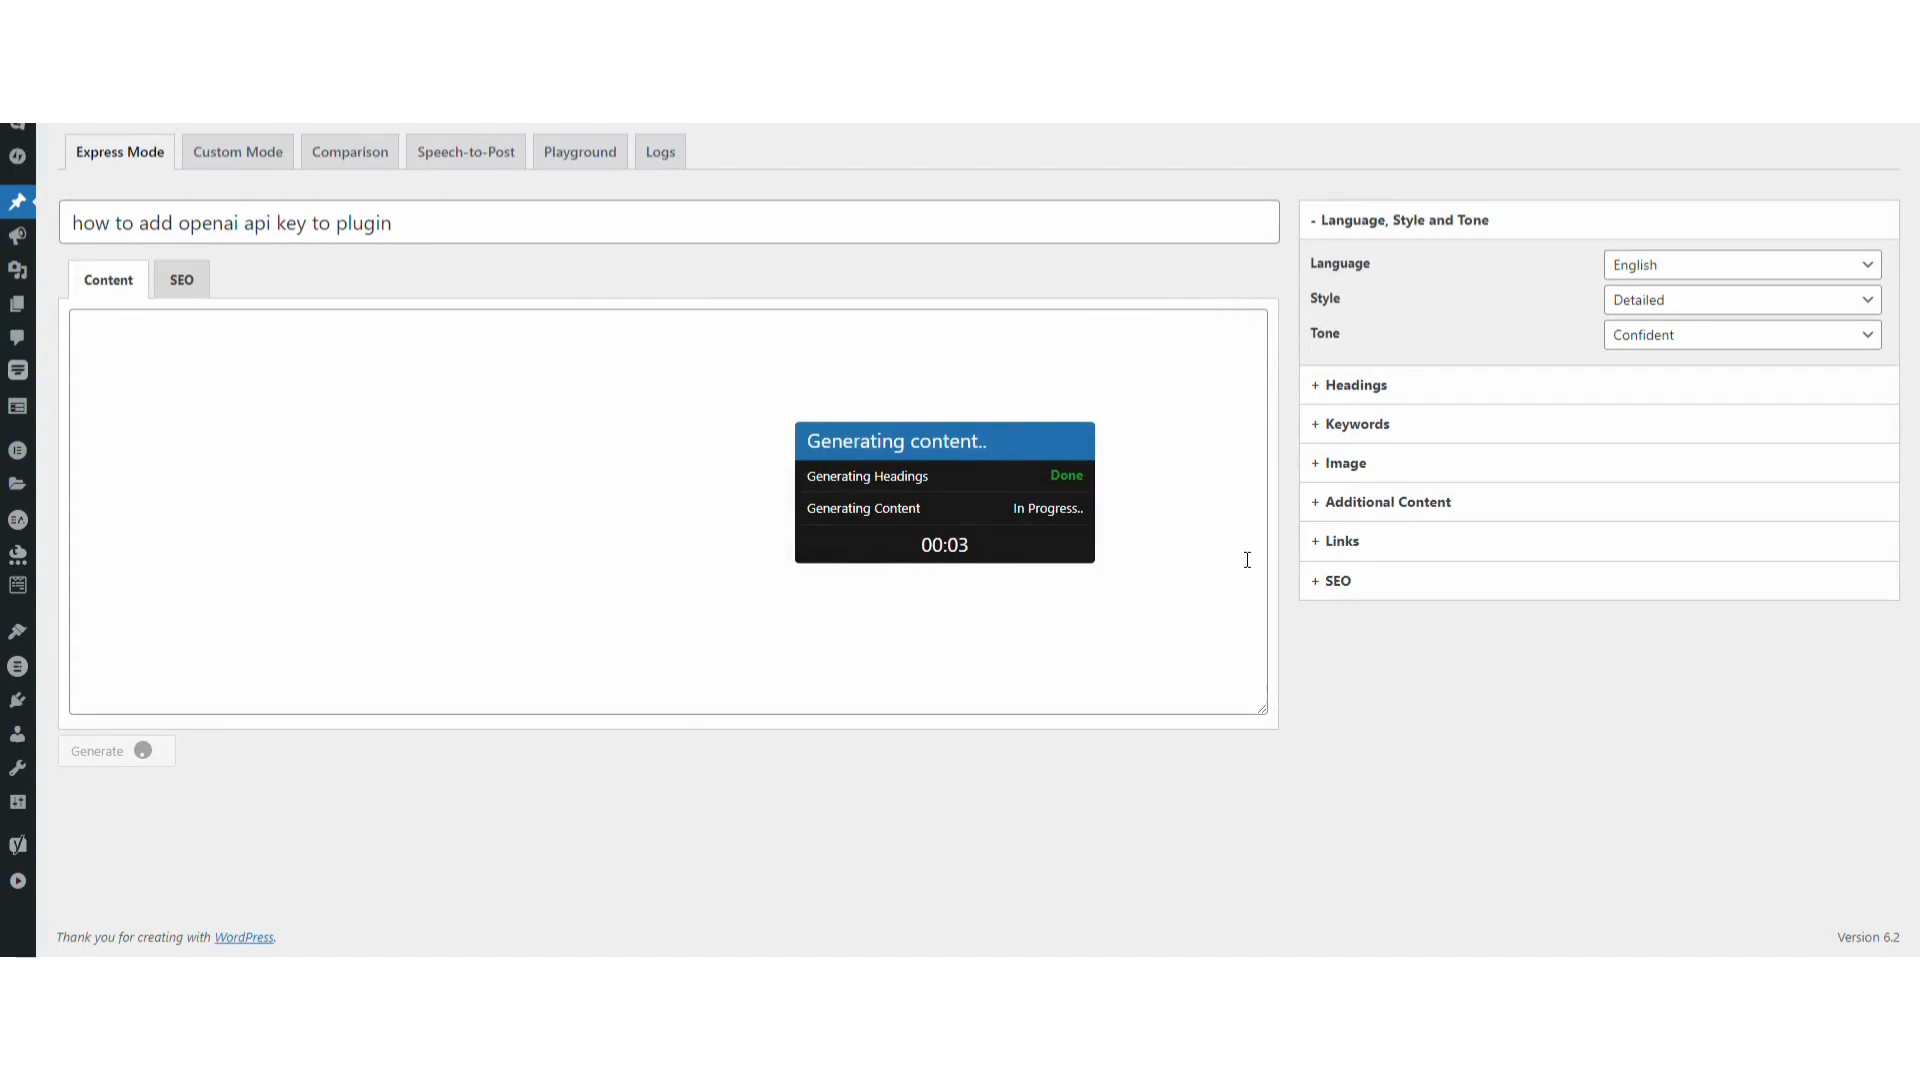 Express Mode
Custom Mode
Comparison
Speech-to-Post
Playground
Logs
how to add openai api key to plugin
Content
SEO
Generating content..
Generating Headings Done
Generating Content In Progress..
00:03
Generate
- Language, Style and Tone
Language English
Style Detailed
Tone Confident
+ Headings
+ Keywords
+ Image
+ Additional Content
+ Links
+ SEO
Thank you for creating with WordPress.
Version 6.2